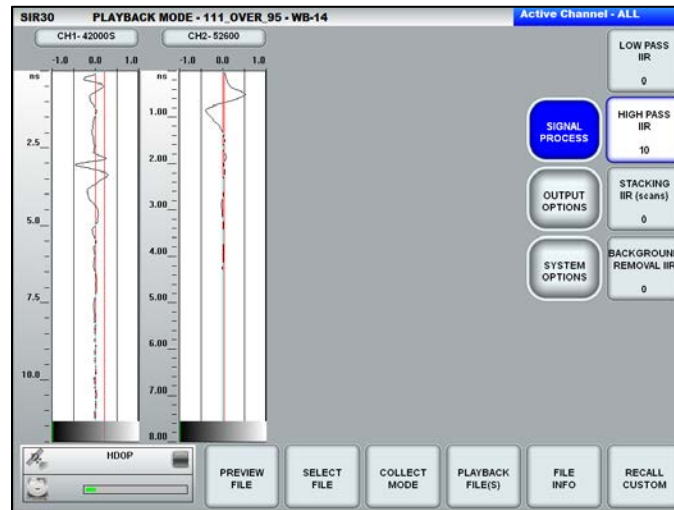 SIR30 PLAYBACK MODE - 111_OVER_95 - WB-14 Active Channel - ALL
CH1- 42000S CH2- 52600
-1.0 0.0 1.0 -1.0 0.0 1.0
ns ns
2.5
5.0
7.5
10.0
1.00
2.00
3.00
4.00
5.00
6.00
7.00
8.00
LOW PASS
IIR
0
SIGNAL
PROCESS
HIGH PASS
IIR
10
OUTPUT
OPTIONS
STACKING
IIR (scans)
0
SYSTEM
OPTIONS
BACKGROUN
REMOVAL IIR
0
HDOP
PREVIEW
FILE
SELECT
FILE
COLLECT
MODE
PLAYBACK
FILE(S)
FILE
INFO
RECALL
CUSTOM